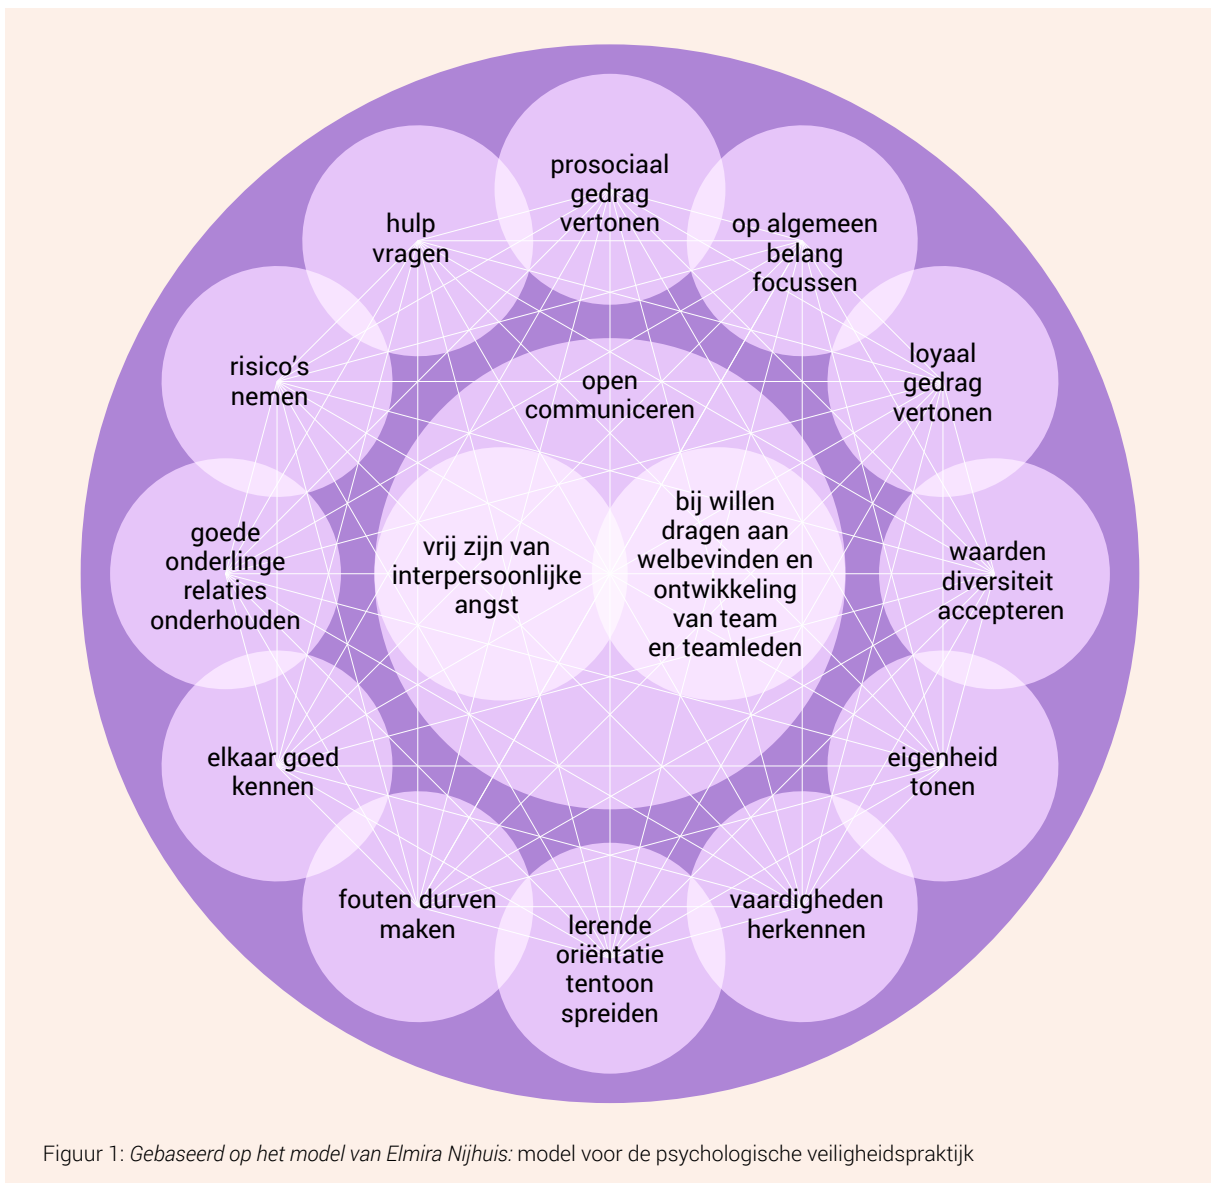 prosociaal
gedrag
vertonen
hulp
vragen
op algemeen
belang
focussen
risico's
nemen
loyaal
gedrag
vertonen
open
communiceren
goede
onderlinge
relaties
onderhouden
vrij zijn van
interpersoonlijke
angst
bij willen
dragen aan
welbevinden en
ontwikkeling
van team
en teamleden
waarden
diversiteit
accepteren
elkaar goed
kennen
eigenheid
tonen
fouten durven
maken
lerende
oriëntatie
tentoon
spreiden
vaardigheden
herkennen
Figuur 1: Gebaseerd op het model van Elmira Nijhuis: model voor de psychologische veiligheidspraktijk